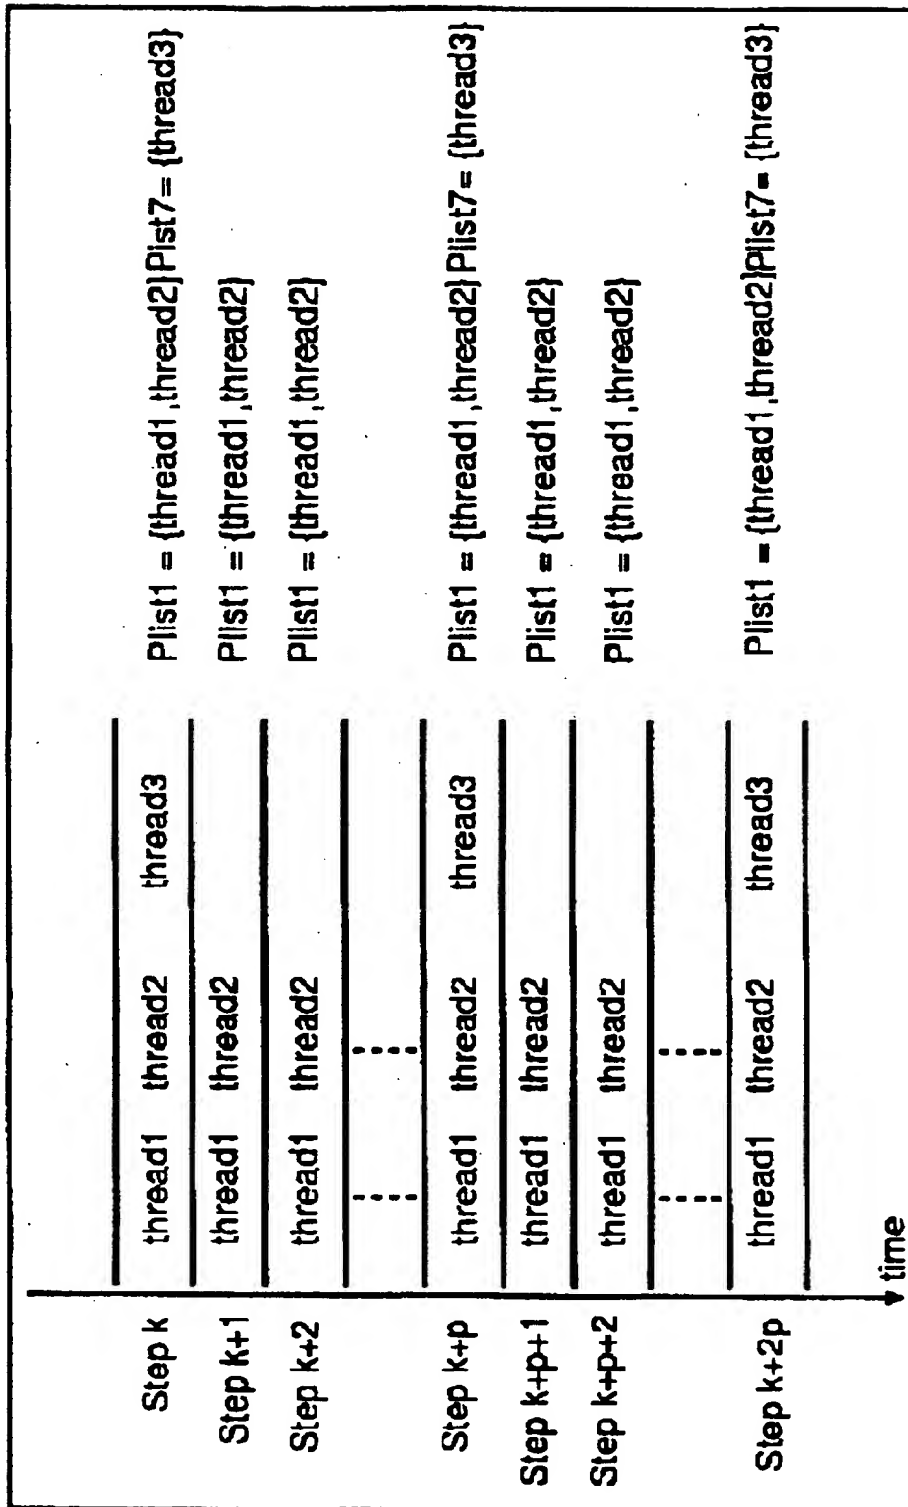 Step k thread1 thread2 thread3 Plist1 = {thread1,thread2}Plst7= {thread3}
Step k+1 thread1 thread2 Plist1 = {thread1,thread2}
Step k+2 thread1 thread2 Plist1 = {thread1,thread2}
Step k+p thread1 thread2 thread3 Plist1 = {thread1,thread2}Plist7= {thread3}
Step k+p+1 thread1 thread2 Plist1 = {thread1,thread2}
Step k+p+2 thread1 thread2 Plist1 = {thread1,thread2}
Step k+2p thread1 thread2 thread3 Plist1 = {thread1,thread2}Plist7= {thread3}
time